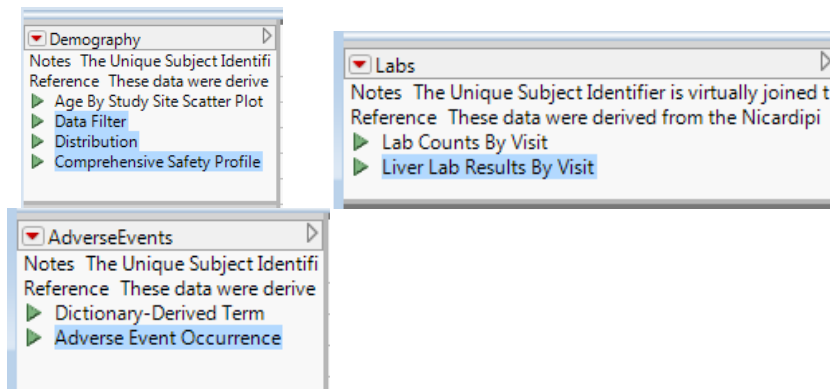 Demography
Notes The Unique Subject Identifi
Reference These data were derive
Age By Study Site Scatter Plot
Data Filter
Distribution
Comprehensive Safety Profile
Labs
Notes The Unique Subject Identifier is virtually joined t
Reference These data were derived from the Nicardipi
Lab Counts By Visit
Liver Lab Results By Visit
AdverseEvents
Notes The Unique Subject Identifi
Reference These data were derive
Dictionary-Derived Term
Adverse Event Occurrence